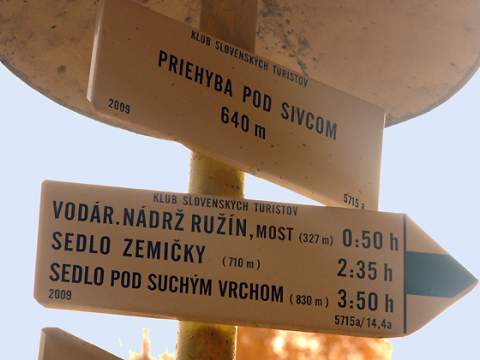 KLUB SLOVENSKÝCH TURISTOV
PRIEHYBA POD SIVCOM
640 m
2009
5715 a
KLUB SLOVENSKÝCH TURISTOV
VODÁR.NÁDRŽ RUŽÍN, MOST (327 m) 0:50 h
SEDLO ZEMIČKY (710 m) 2:35 h
SEDLO POD SUCHÝM VRCHOM (830 m) 3:50 h
2009 5715a/14,4a